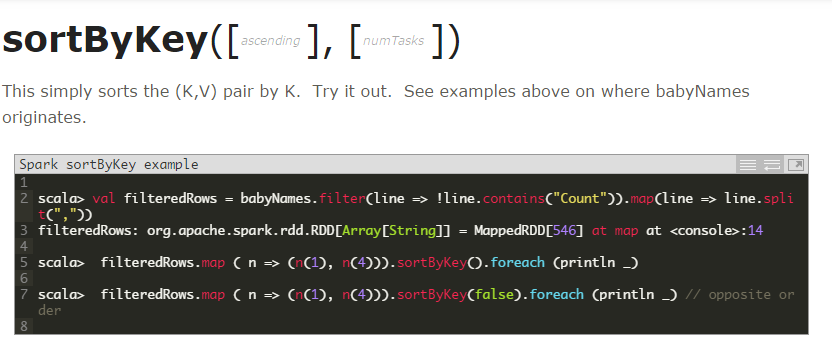 sortByKey([ascending], [numTasks])
This simply sorts the (K,V) pair by K.  Try it out.  See examples above on where babyNames
originates.
Spark sortByKey example
1
2 scala> val filteredRows = babyNames.filter(line => !line.contains("Count")).map(line => line.spli
t(","))
3 filteredRows: org.apache.spark.rdd.RDD[Array[String]] = MappedRDD[546] at map at <console>:14
4
5 scala>  filteredRows.map ( n => (n(1), n(4))).sortByKey().foreach (println _)
6
7 scala>  filteredRows.map ( n => (n(1), n(4))).sortByKey(false).foreach (println _) // opposite or
der
8